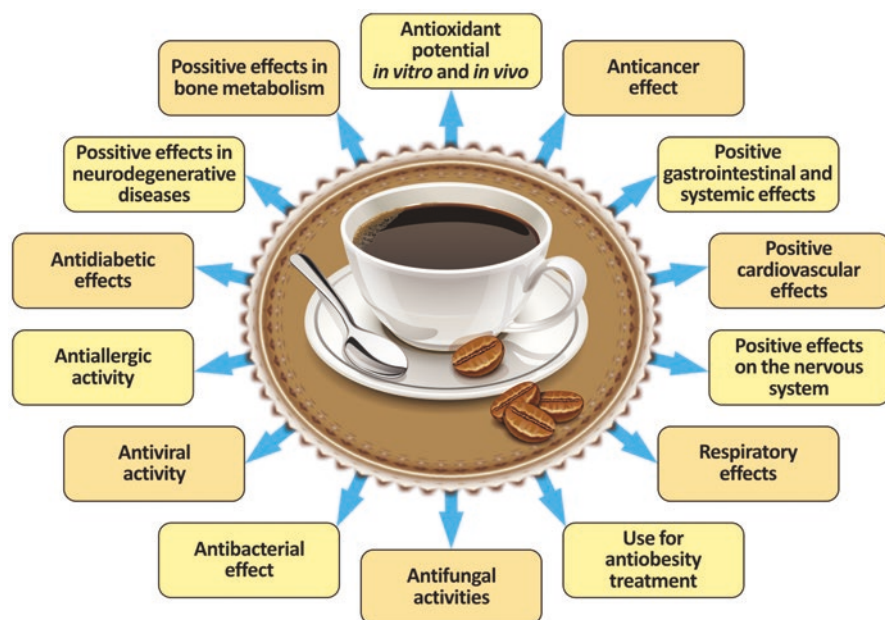 Antioxidant
potential
in vitro and in vivo
Anticancer
effect
Positive
gastrointestinal and
systemic effects
Positive
cardiovascular
effects
Positive effects
on the nervous
system
Respiratory
effects
Use for
antiobesity
treatment
Antifungal
activities
Antibacterial
effect
Antiviral
activity
Antiallergic
activity
Antidiabetic
effects
Possitive effects in
neurodegenerative
diseases
Possitive effects in
bone metabolism